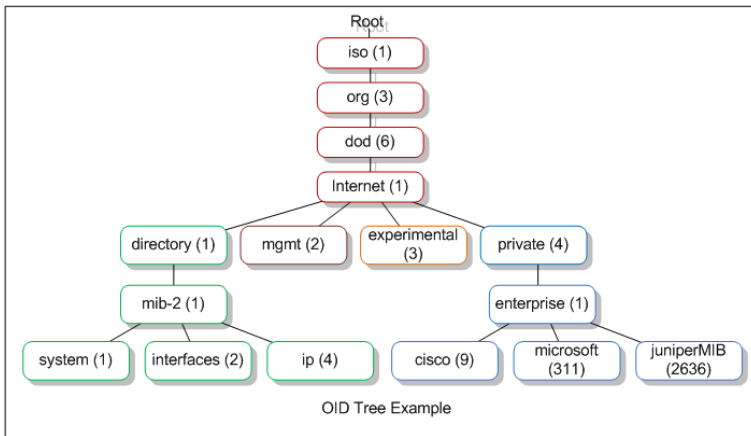 Root
Root
iso (1)
org (3)
dod (6)
Internet (1)
directory (1)
mgmt (2)
experimental
(3)
private (4)
mib-2 (1)
enterprise (1)
system (1)
interfaces (2)
ip (4)
cisco (9)
microsoft
(311)
juniperMIB
(2636)
OID Tree Example